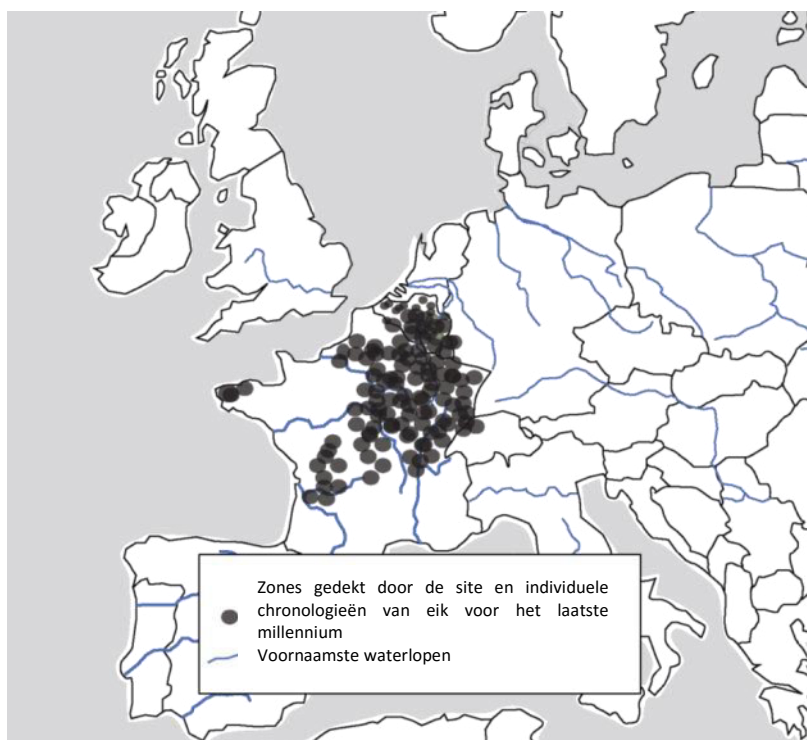 Zones gedekt door de site en individuele
chronologieën van eik voor het laatste
millennium
Voornaamste waterlopen